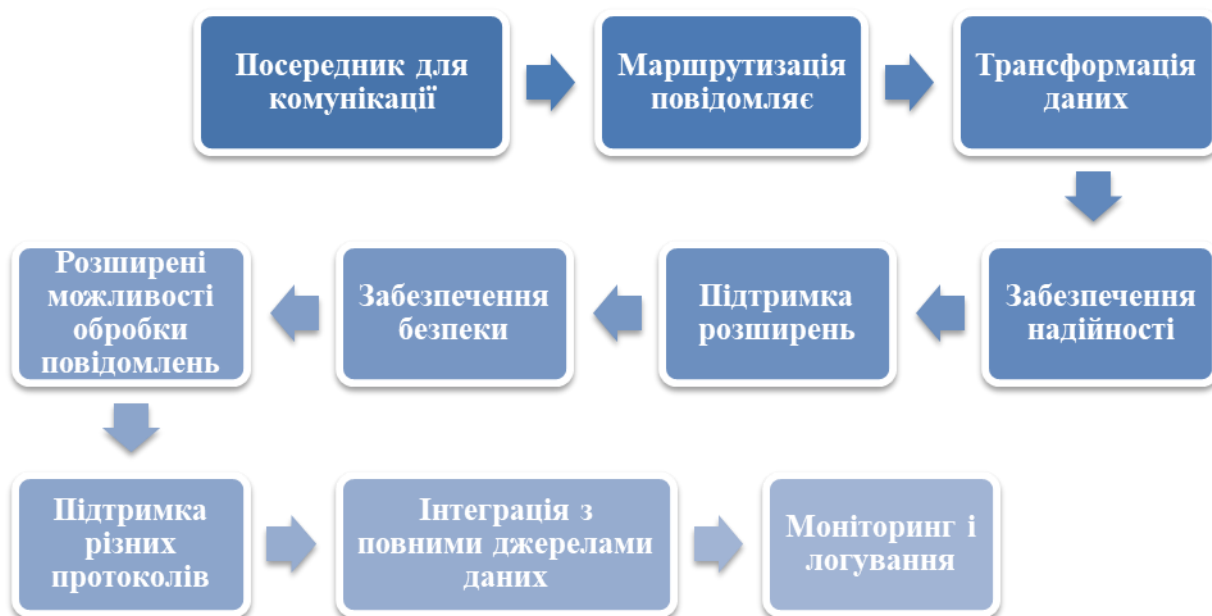 Посередник для
комунікації
Маршрутизація
повідомляє
Трансформація
даних
Забезпечення
надійності
Підтримка
розширень
Забезпечення
безпеки
Розширені
можливості
обробки
повідомлень
Підтримка
різних
протоколів
Інтеграція з
повними джерелами
даних
Моніторинг і
логування